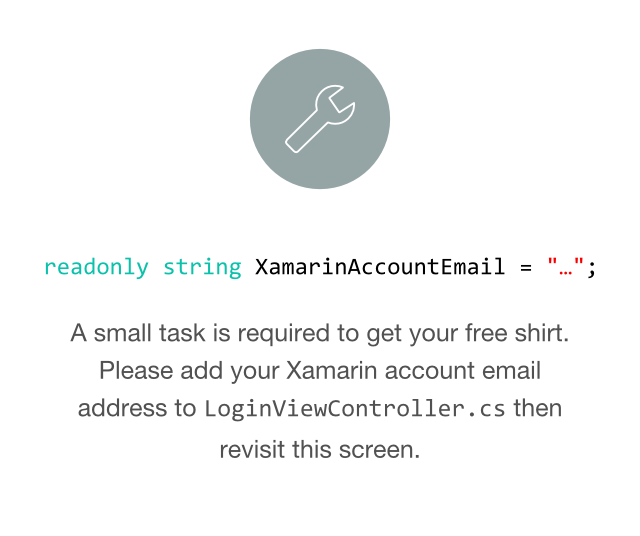 readonly string XamarinAccountEmail = "…";
A small task is required to get your free shirt.
Please add your Xamarin account email
address to LoginViewController.cs then
revisit this screen.